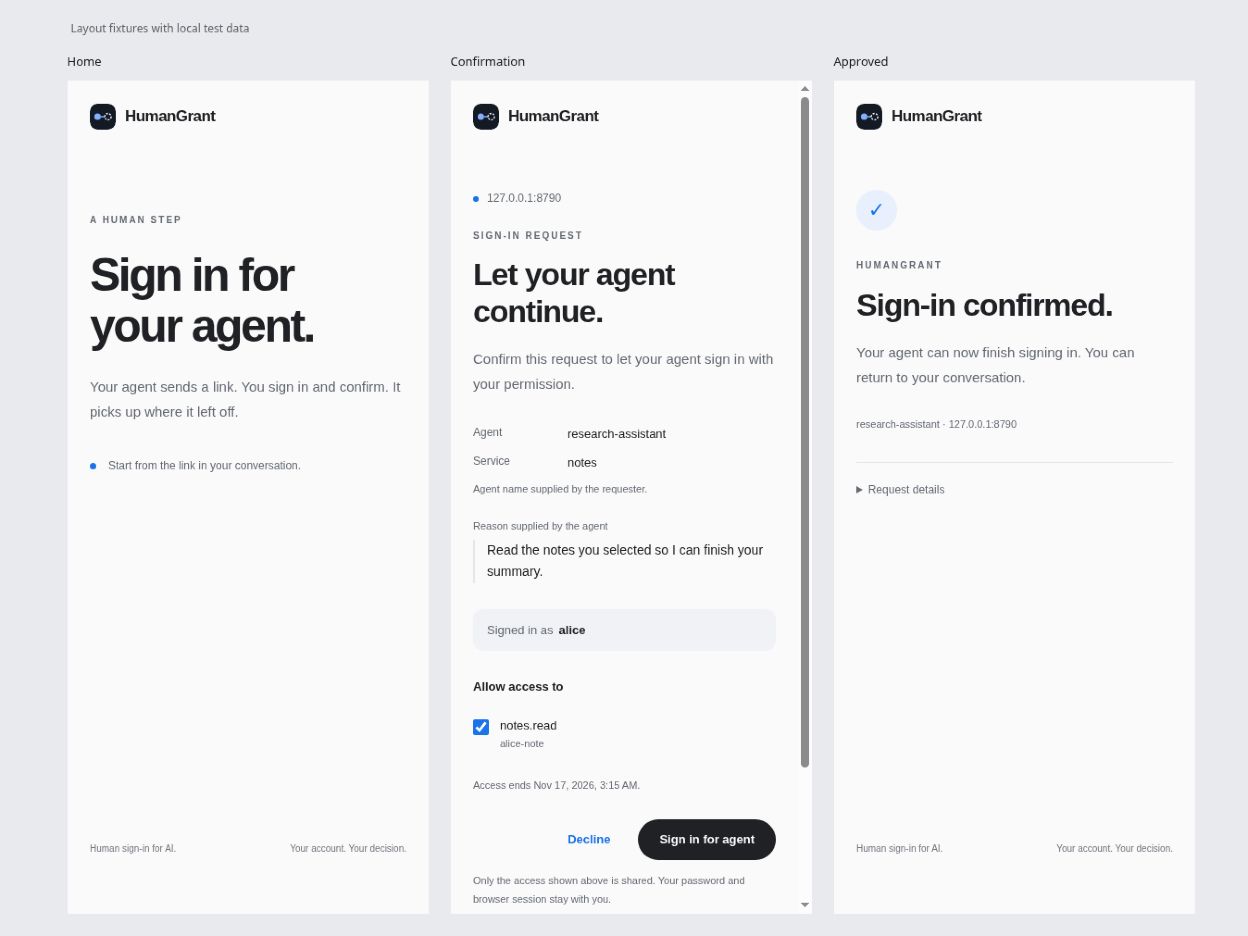 Layout fixtures with local test data
Home
HumanGrant
A HUMAN STEP
Sign in for
your agent.
Your agent sends a link. You sign in and confirm. It
picks up where it left off.
Start from the link in your conversation.
Human sign-in for AI.
Your account. Your decision.
Confirmation
HumanGrant
127.0.0.1:8790
SIGN-IN REQUEST
Let your agent
continue.
Confirm this request to let your agent sign in with
your permission.
Agent research-assistant
Service notes
Agent name supplied by the requester.
Reason supplied by the agent
Read the notes you selected so I can finish your
summary.
Signed in as alice
Allow access to
notes.read
alice-note
Access ends Nov 17, 2026, 3:15 AM.
Decline
Sign in for agent
Only the access shown above is shared. Your password and
browser session stay with you.
Approved
HumanGrant
✓
HUMANGRANT
Sign-in confirmed.
Your agent can now finish signing in. You can
return to your conversation.
research-assistant · 127.0.0.1:8790
Request details
Human sign-in for AI.
Your account. Your decision.